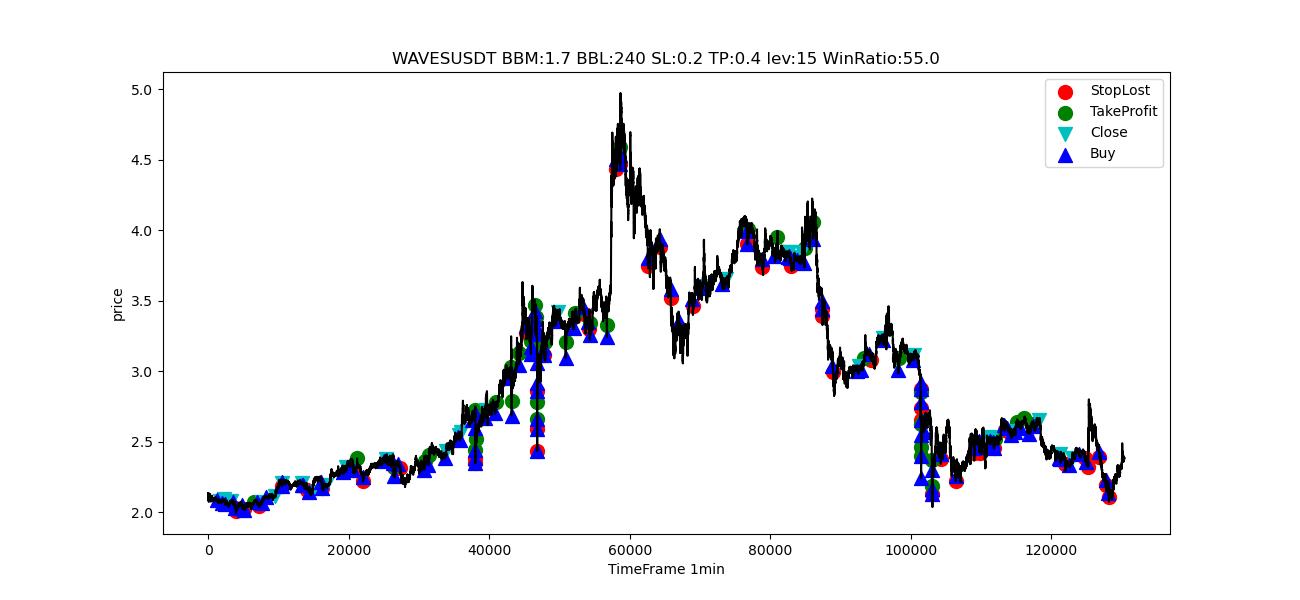 WAVESUSDT BBM:1.7 BBL:240 SL:0.2 TP:0.4 lev:15 WinRatio:55.0
StopLost
TakeProfit
Close
Buy
5.0
4.5
4.0
3.5
3.0
2.5
2.0
price
0 20000 40000 60000 80000 100000 120000
TimeFrame 1min